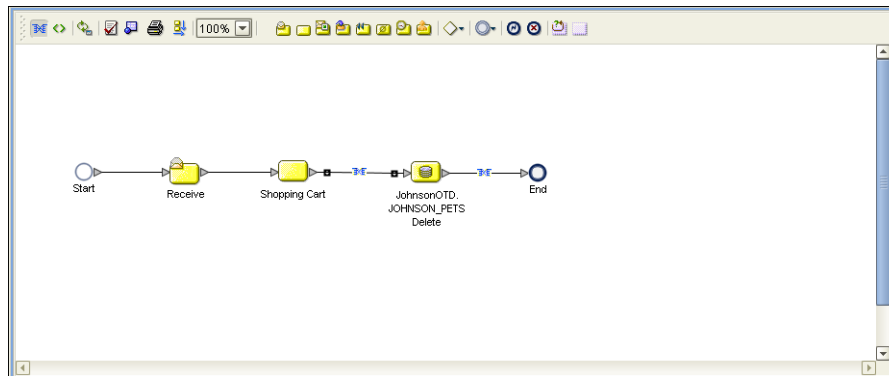 100%
Start
Receive
Shopping Cart
JohnsonOTD.
JOHNSON_PETS
Delete
End